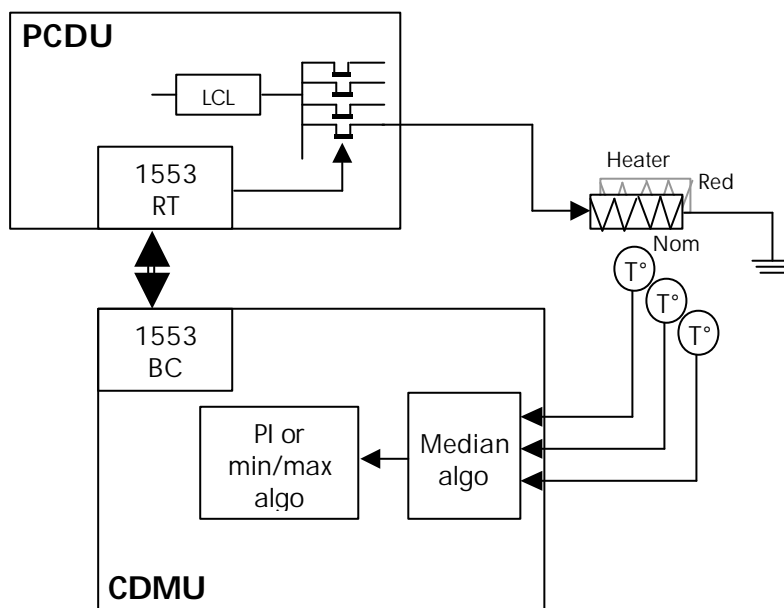 PCDU
LCL
1553
RT
Heater
Red
Nom
T°
T°
T°
1553
BC
PI or
min/max
algo
Median
algo
CDMU